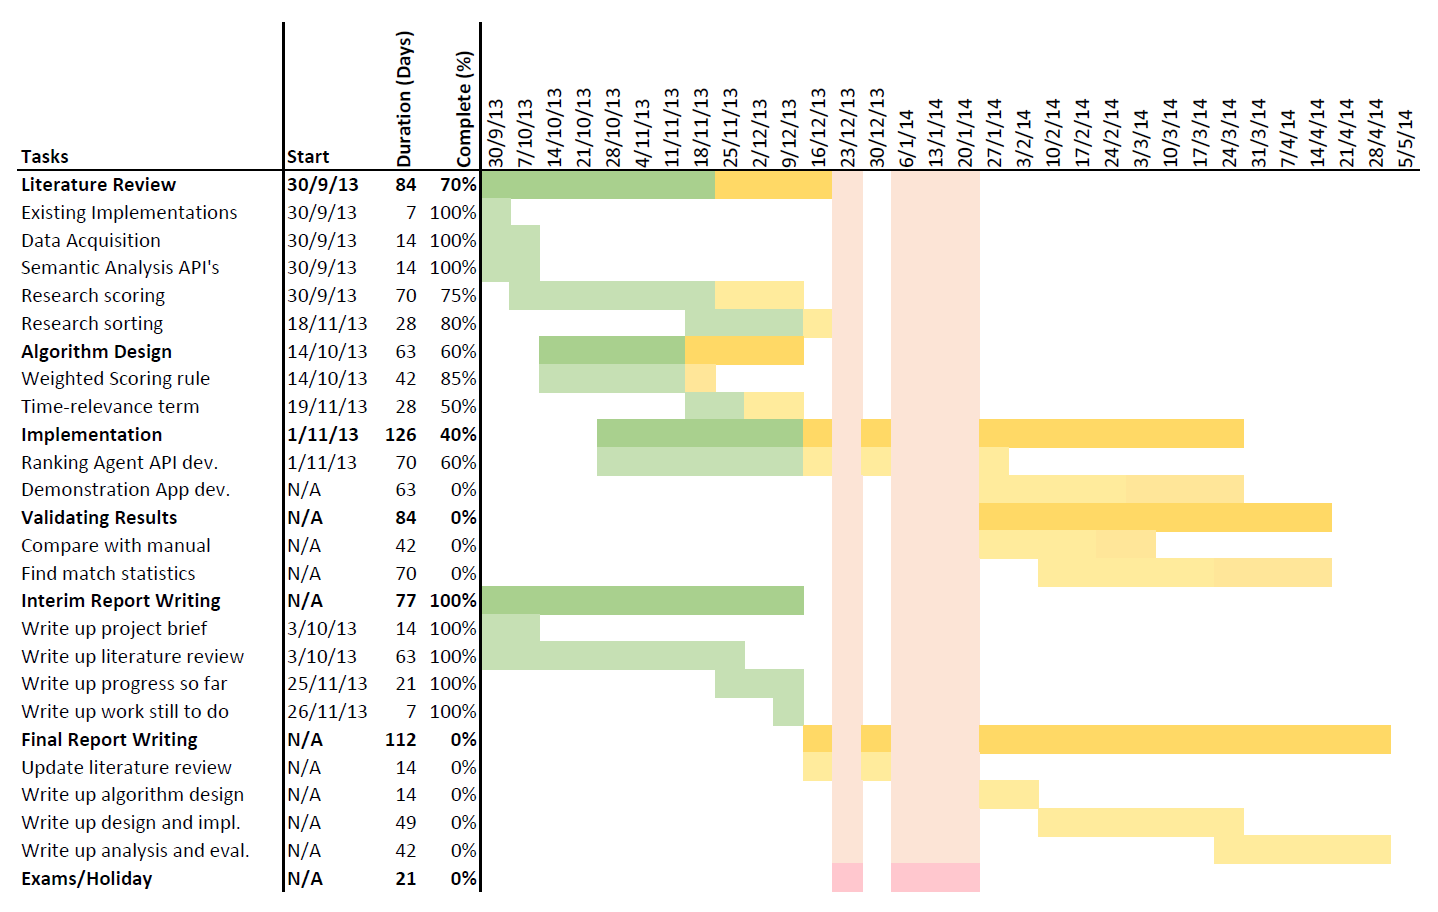 Tasks Start Duration (Days) Complete (%) 30/9/13 7/10/13 14/10/13 21/10/13 28/10/13 4/11/13 11/11/13 18/11/13 25/11/13 2/12/13 9/12/13 16/12/13 23/12/13 30/12/13 6/1/14 13/1/14 20/1/14 27/1/14 3/2/14 10/2/14 17/2/14 24/2/14 3/3/14 10/3/14 17/3/14 24/3/14 31/3/14 7/4/14 14/4/14 21/4/14 28/4/14 5/5/14
Literature Review 30/9/13 84 70%
Existing Implementations 30/9/13 7 100%
Data Acquisition 30/9/13 14 100%
Semantic Analysis API's 30/9/13 14 100%
Research scoring 30/9/13 70 75%
Research sorting 18/11/13 28 80%
Algorithm Design 14/10/13 63 60%
Weighted Scoring rule 14/10/13 42 85%
Time-relevance term 19/11/13 28 50%
Implementation 1/11/13 126 40%
Ranking Agent API dev. 1/11/13 70 60%
Demonstration App dev. N/A 63 0%
Validating Results N/A 84 0%
Compare with manual N/A 42 0%
Find match statistics N/A 70 0%
Interim Report Writing N/A 77 100%
Write up project brief 3/10/13 14 100%
Write up literature review 3/10/13 63 100%
Write up progress so far 25/11/13 21 100%
Write up work still to do 26/11/13 7 100%
Final Report Writing N/A 112 0%
Update literature review N/A 14 0%
Write up algorithm design N/A 14 0%
Write up design and impl. N/A 49 0%
Write up analysis and eval. N/A 42 0%
Exams/Holiday N/A 21 0%